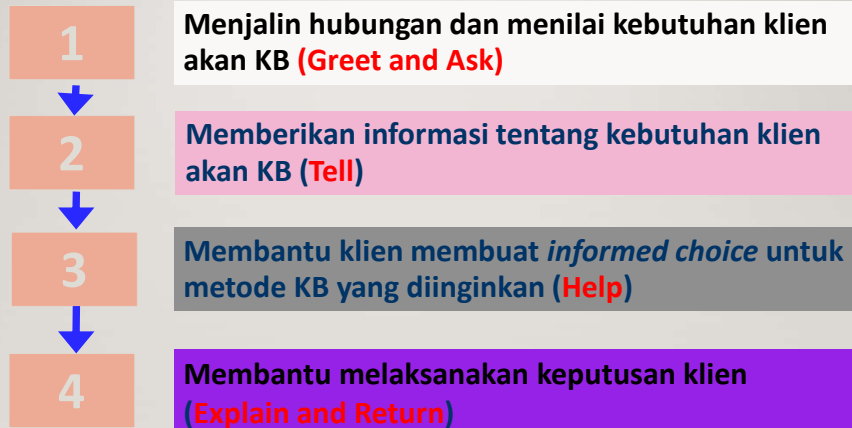 1
Menjalin hubungan dan menilai kebutuhan klien
akan KB (Greet and Ask)
2
Memberikan informasi tentang kebutuhan klien
akan KB (Tell)
3
Membantu klien membuat informed choice untuk
metode KB yang diinginkan (Help)
4
Membantu melaksanakan keputusan klien
(Explain and Return)